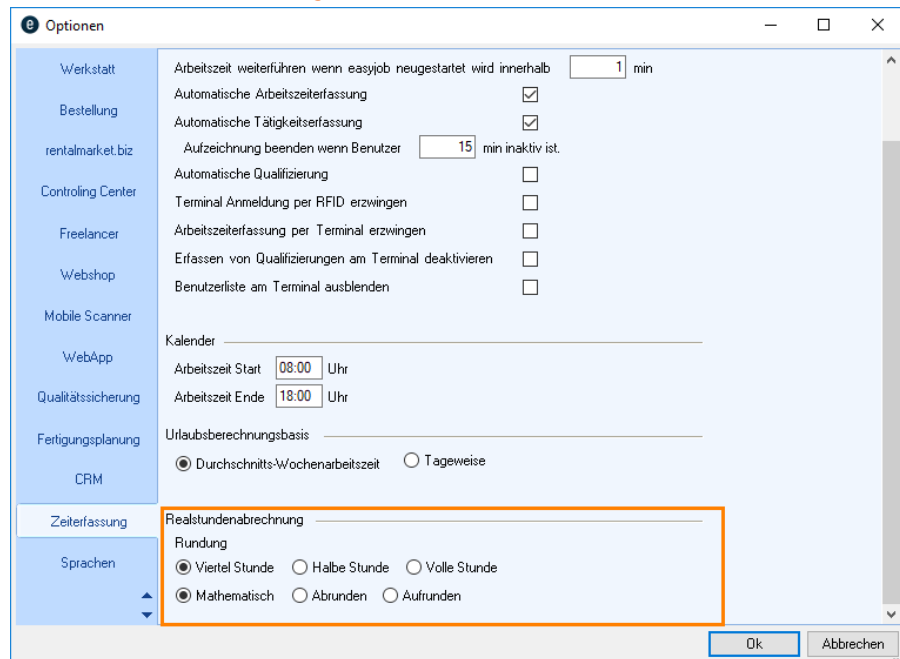 e Optionen
Werkstatt
Bestellung
rentalmarket.biz
Controling Center
Freelancer
Webshop
Mobile Scanner
WebApp
Qualitätssicherung
Fertigungsplanung
CRM
Zeiterfassung
Sprachen
Arbeitszeit weiterführen wenn easyjob neugestartet wird innerhalb 1 min
Automatische Arbeitszeiterfassung
Automatische Tätigkeitserfassung
Aufzeichnung beenden wenn Benutzer 15 min inaktiv ist.
Automatische Qualifizierung
Terminal Anmeldung per RFID erzwingen
Arbeitszeiterfassung per Terminal erzwingen
Erfassen von Qualifizierungen am Terminal deaktivieren
Benutzerliste am Terminal ausblenden
Kalender
Arbeitszeit Start 08:00 Uhr
Arbeitszeit Ende 18:00 Uhr
Urlaubsberechnungsbasis
Durchschnitts-Wochenarbeitszeit Tageweise
Realstundenabrechnung
Rundung
Viertel Stunde Halbe Stunde Volle Stunde
Mathematisch Abrunden Aufrunden
Ok Abbrechen